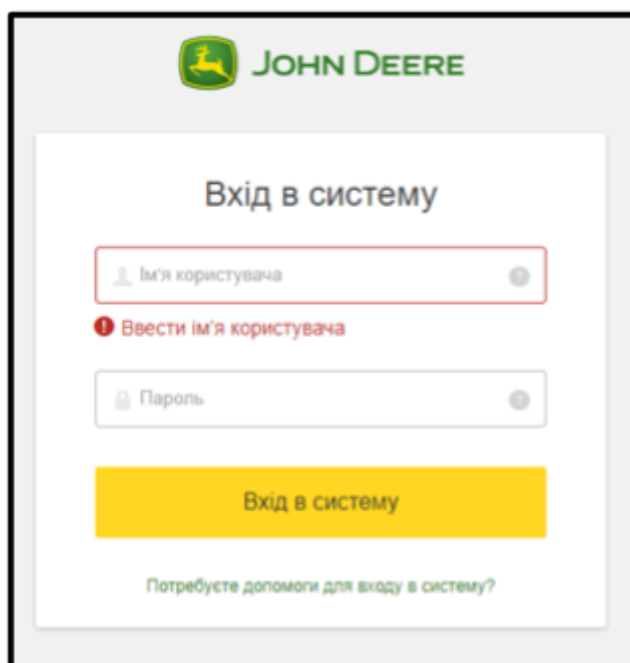 JOHN DEERE
Вхід в систему
Ім'я користувача
Ввести ім'я користувача
Пароль
Вхід в систему
Потребуєте допомоги для входу в систему?